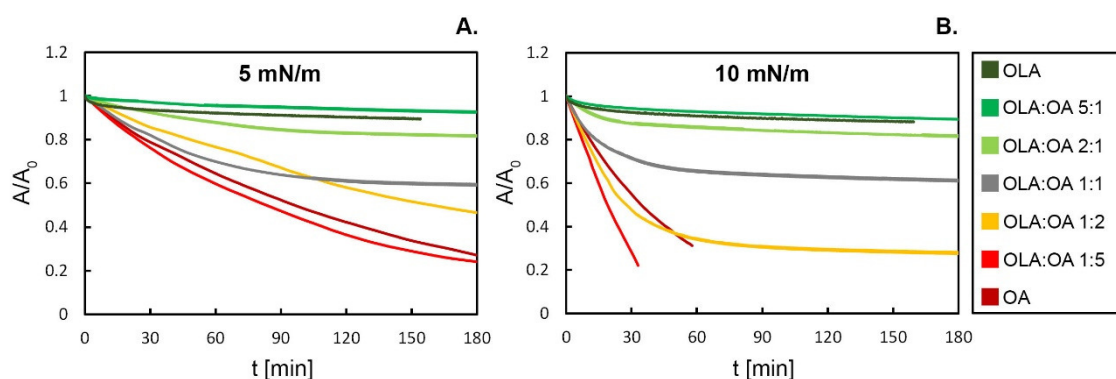 A.
5 mN/m
1.2
1
0.8
0.6
0.4
0.2
0
A/A0
0 30 60 90 120 150 180
t [min]
B.
10 mN/m
1.2
1
0.8
0.6
0.4
0.2
0
A/A0
0 30 60 90 120 150 180
t [min]
OLA
OLA:OA 5:1
OLA:OA 2:1
OLA:OA 1:1
OLA:OA 1:2
OLA:OA 1:5
OA